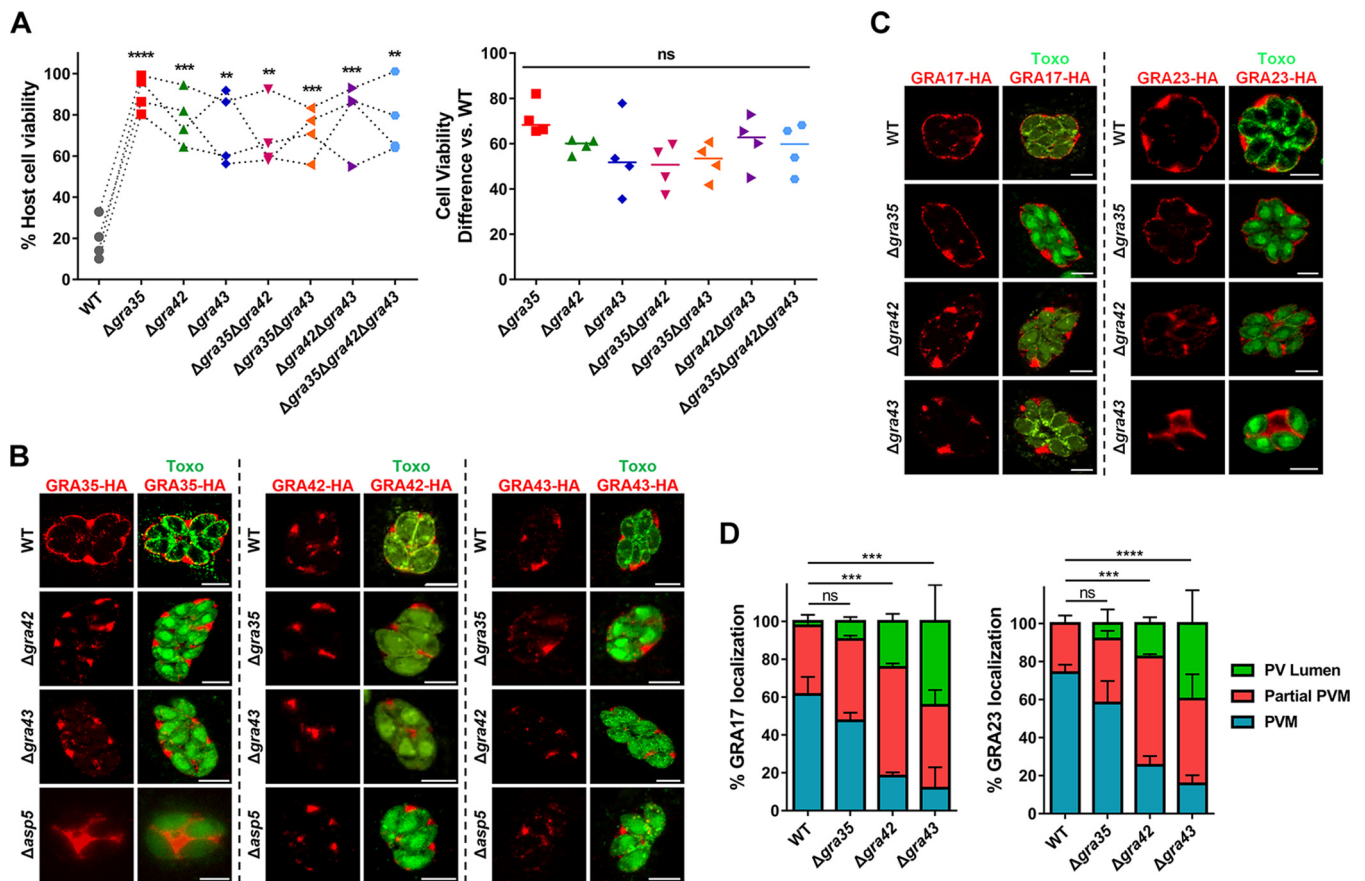 A
% Host cell viability
100
80
60
40
20
0
****
***
**
**
***
***
**
WT
Δgra35
Δgra42
Δgra43
Δgra35Δgra42
Δgra35Δgra43
Δgra42Δgra43
Δgra35Δgra42Δgra43
Cell Viability
Difference vs. WT
100
80
60
40
20
0
ns
Δgra35
Δgra42
Δgra43
Δgra35Δgra42
Δgra35Δgra43
Δgra42Δgra43
Δgra35Δgra42Δgra43
B
Toxo
GRA35-HA GRA35-HA
WT
Δgra42
Δgra43
Δasp5
Toxo
GRA42-HA GRA42-HA
WT
Δgra35
Δgra43
Δasp5
Toxo
GRA43-HA GRA43-HA
WT
Δgra35
Δgra42
Δasp5
C
Toxo
GRA17-HA GRA17-HA
WT
Δgra35
Δgra42
Δgra43
Toxo
GRA23-HA GRA23-HA
WT
Δgra35
Δgra42
Δgra43
D
% GRA17 localization
100
80
60
40
20
0
***
***
ns
WT
Δgra35
Δgra42
Δgra43
% GRA23 localization
100
80
60
40
20
0
****
***
ns
WT
Δgra35
Δgra42
Δgra43
PV Lumen
Partial PVM
PVM